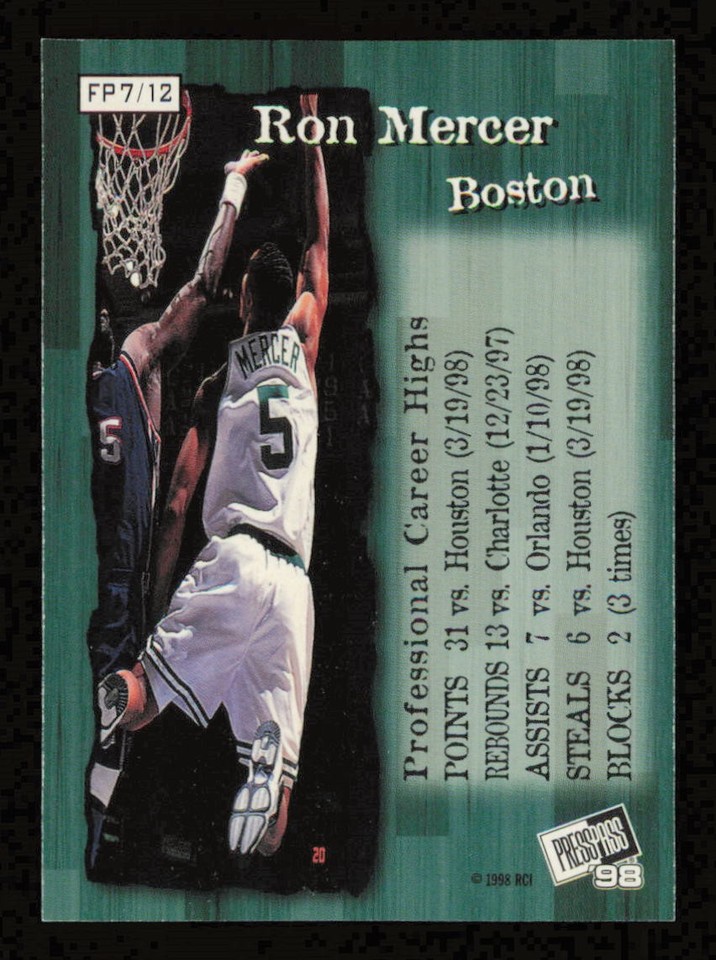 FP7/12
Ron Mercer
Boston
MERCER
5
5
Professional Career Highs
POINTS 31 vs. Houston (3/19/98)
REBOUNDS 13 vs. Charlotte (12/23/97)
ASSISTS 7 vs. Orlando (1/10/98)
STEALS 6 vs. Houston (3/19/98)
BLOCKS 2 (3 times)
20
PRESS PASS
98
© 1998 RCI